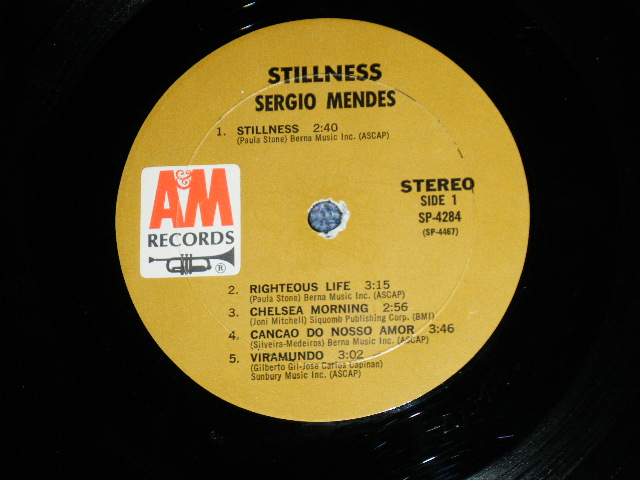 STILLNESS
SERGIO MENDES
1. STILLNESS 2:40
(Paula Stone) Berna Music Inc. (ASCAP)
A&M
RECORDS
®
STEREO
SIDE 1
SP-4284
(SP-4467)
2. RIGHTEOUS LIFE 3:15
(Paula Stone) Berna Music Inc. (ASCAP)
3. CHELSEA MORNING 2:56
(Joni Mitchell) Siquomb Publishing Corp. (BMI)
4. CANCAO DO NOSSO AMOR 3:46
(Silveira-Medeiros) Berna Music Inc. (ASCAP)
5. VIRAMUNDO 3:02
(Gilberto Gil-José Carlos Capinan)
Sunbury Music Inc. (ASCAP)